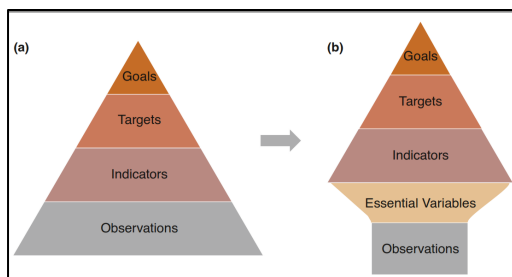 (a)
Goals
Targets
Indicators
Observations
(b)
Goals
Targets
Indicators
Essential Variables
Observations